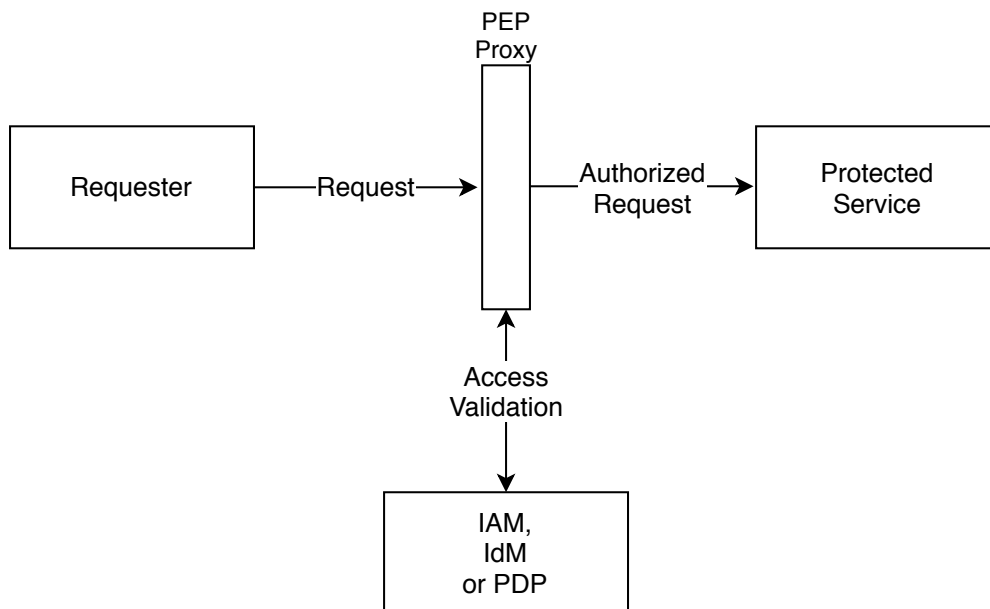 PEP
Proxy
Requester
Request
Authorized
Request
Protected
Service
Access
Validation
IAM,
IdM
or PDP